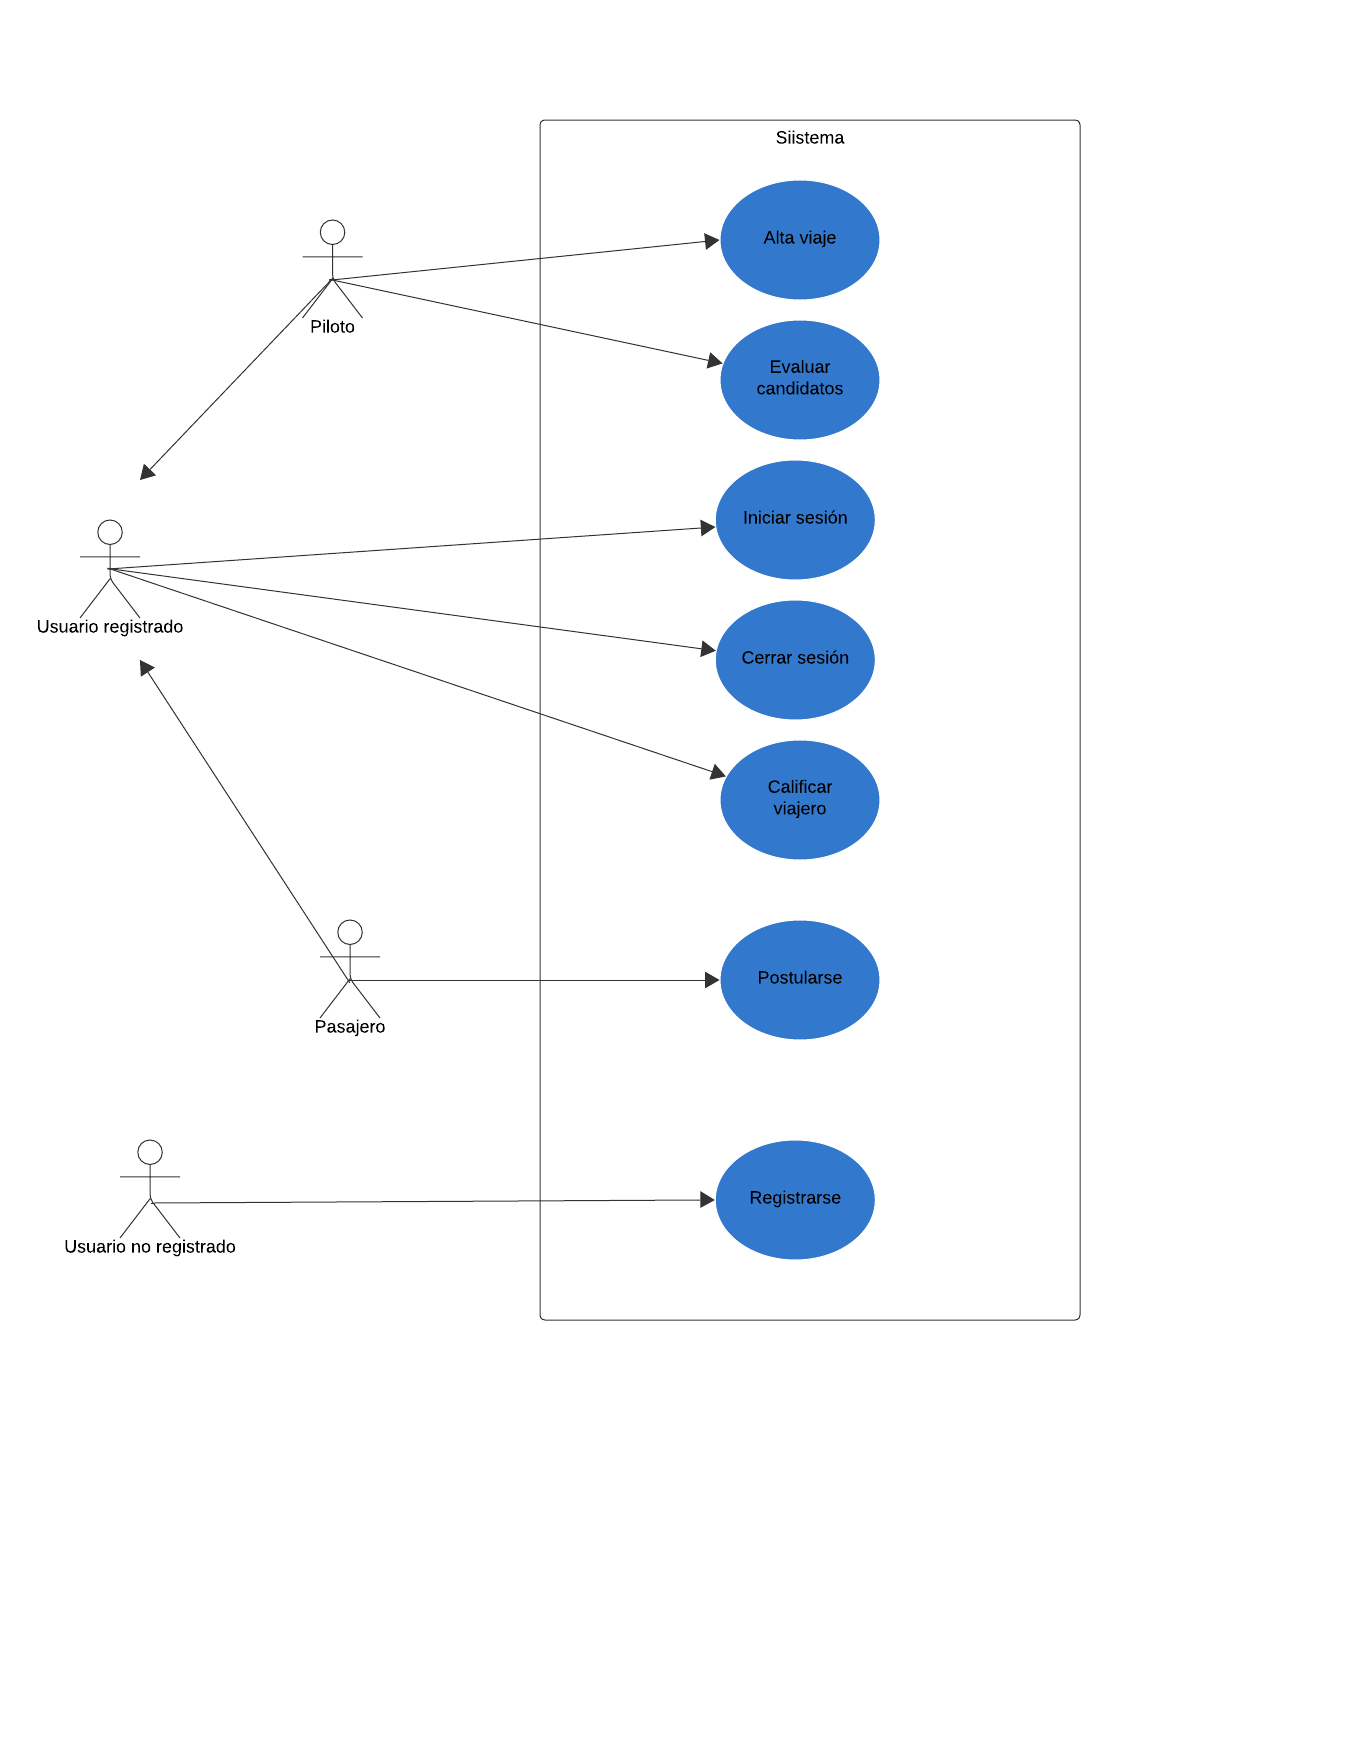 Siistema
Alta viaje
Piloto
Evaluar
candidatos
Iniciar sesión
Usuario registrado
Cerrar sesión
Calificar
viajero
Postularse
Pasajero
Registrarse
Usuario no registrado